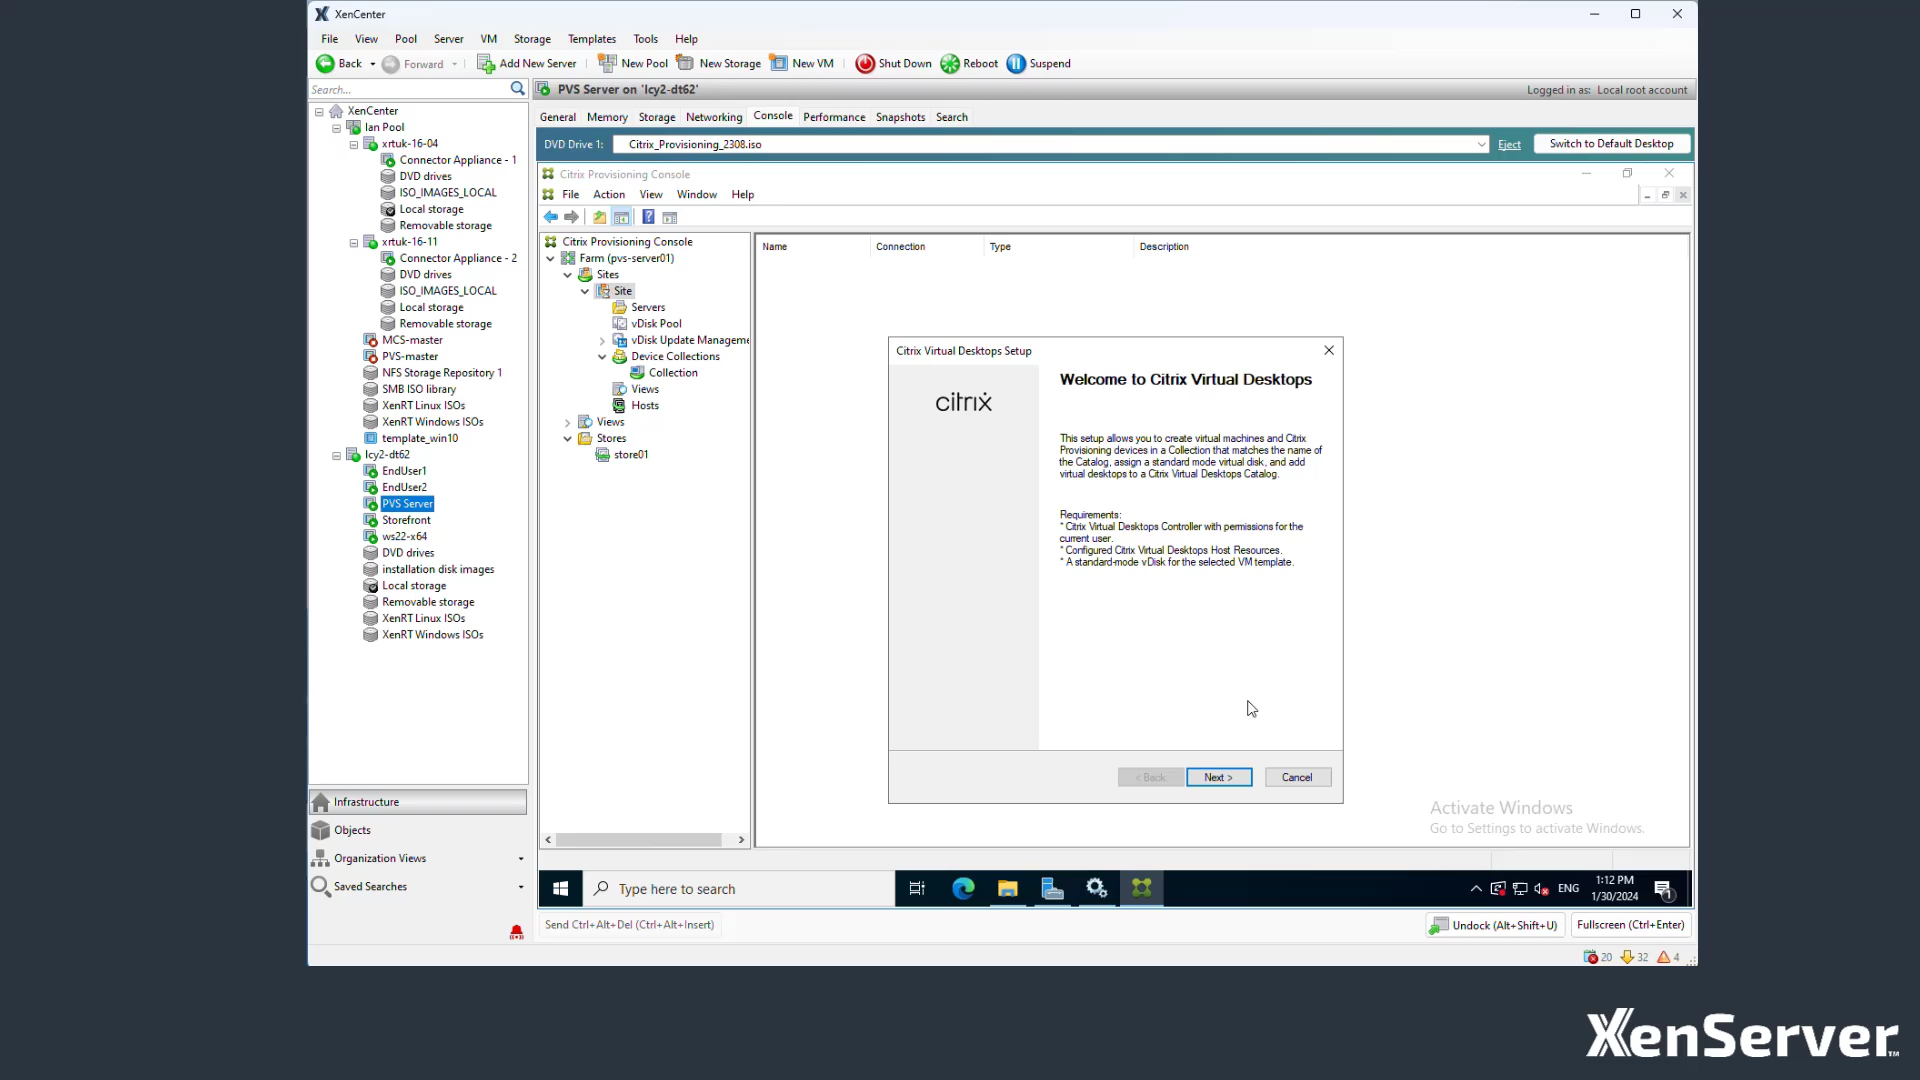 XenCenter
File View Pool Server VM Storage Templates Tools Help
Back Forward Add New Server New Pool New Storage New VM Shut Down Reboot Suspend
Search...
PVS Server on 'lcy2-dt62'
Logged in as: Local root account
XenCenter
Ian Pool
xrtuk-16-04
Connector Appliance - 1
DVD drives
ISO_IMAGES_LOCAL
Local storage
Removable storage
xrtuk-16-11
Connector Appliance - 2
DVD drives
ISO_IMAGES_LOCAL
Local storage
Removable storage
MCS-master
PVS-master
NFS Storage Repository 1
SMB ISO library
XenRT Linux ISOs
XenRT Windows ISOs
template_win10
lcy2-dt62
EndUser1
EndUser2
PVS Server
Storefront
ws22-x64
DVD drives
installation disk images
Local storage
Removable storage
XenRT Linux ISOs
XenRT Windows ISOs
Infrastructure
Objects
Organization Views
Saved Searches
General Memory Storage Networking Console Performance Snapshots Search
DVD Drive 1: Citrix_Provisioning_2308.iso Eject Switch to Default Desktop
Citrix Provisioning Console
File Action View Window Help
Citrix Provisioning Console
Farm (pvs-server01)
Sites
Site
Servers
vDisk Pool
vDisk Update Manageme
Device Collections
Collection
Views
Hosts
Views
Stores
store01
Name Connection Type Description
Citrix Virtual Desktops Setup
citrix
Welcome to Citrix Virtual Desktops
This setup allows you to create virtual machines and Citrix
Provisioning devices in a Collection that matches the name of
the Catalog, assign a standard mode virtual disk, and add
virtual desktops to a Citrix Virtual Desktops Catalog.
Requirements:
* Citrix Virtual Desktops Controller with permissions for the
current user.
* Configured Citrix Virtual Desktops Host Resources.
* A standard-mode vDisk for the selected VM template.
< Back Next > Cancel
Activate Windows
Go to Settings to activate Windows.
Type here to search
ENG
1:12 PM
1/30/2024
1
Send Ctrl+Alt+Del (Ctrl+Alt+Insert)
Undock (Alt+Shift+U) Fullscreen (Ctrl+Enter)
20 32 4
XenServer™